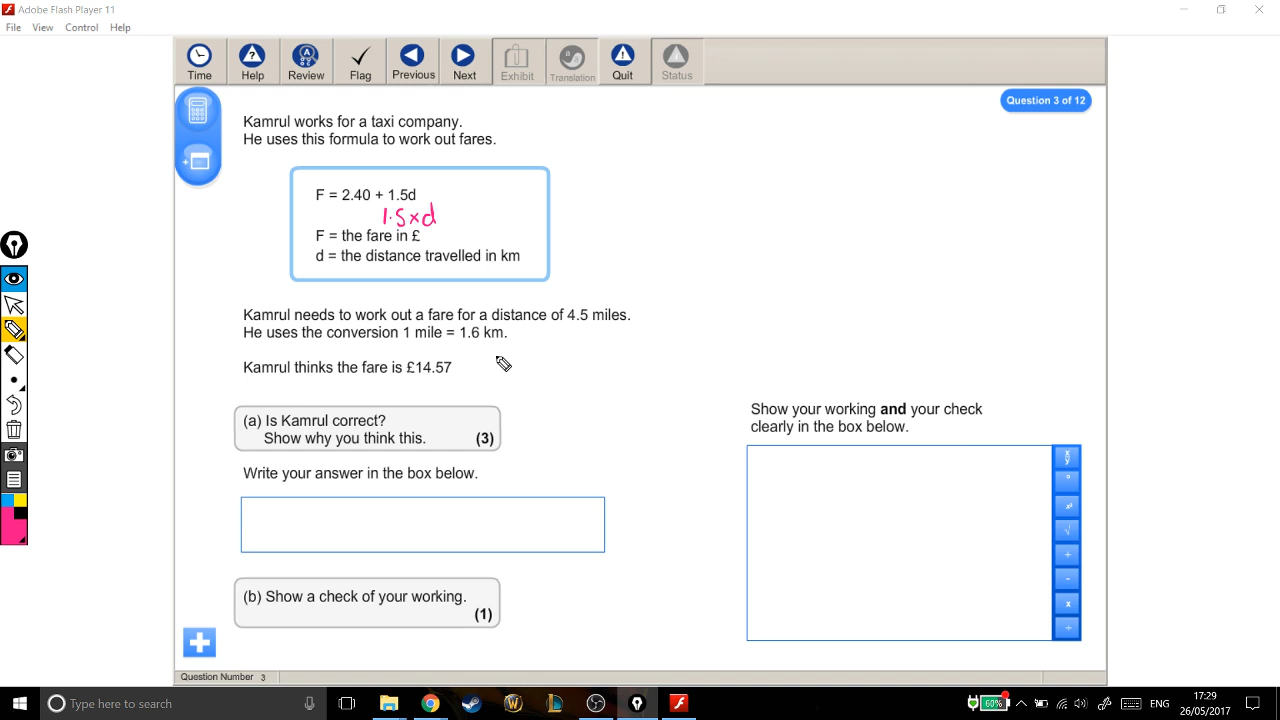 Adobe Flash Player 11
File View Control Help
Time Help Review Flag Previous Next Exhibit Translation Quit Status
Question 3 of 12
Kamrul works for a taxi company.
He uses this formula to work out fares.
F = 2.40 + 1.5d
1.5×d
F = the fare in £
d = the distance travelled in km
Kamrul needs to work out a fare for a distance of 4.5 miles.
He uses the conversion 1 mile = 1.6 km.
Kamrul thinks the fare is £14.57
(a) Is Kamrul correct?
Show why you think this. (3)
Write your answer in the box below.
(b) Show a check of your working.
(1)
Show your working and your check
clearly in the box below.
x
y
x²
√
+
-
x
÷
Question Number 3
Type here to search
60%
ENG
17:29
26/05/2017